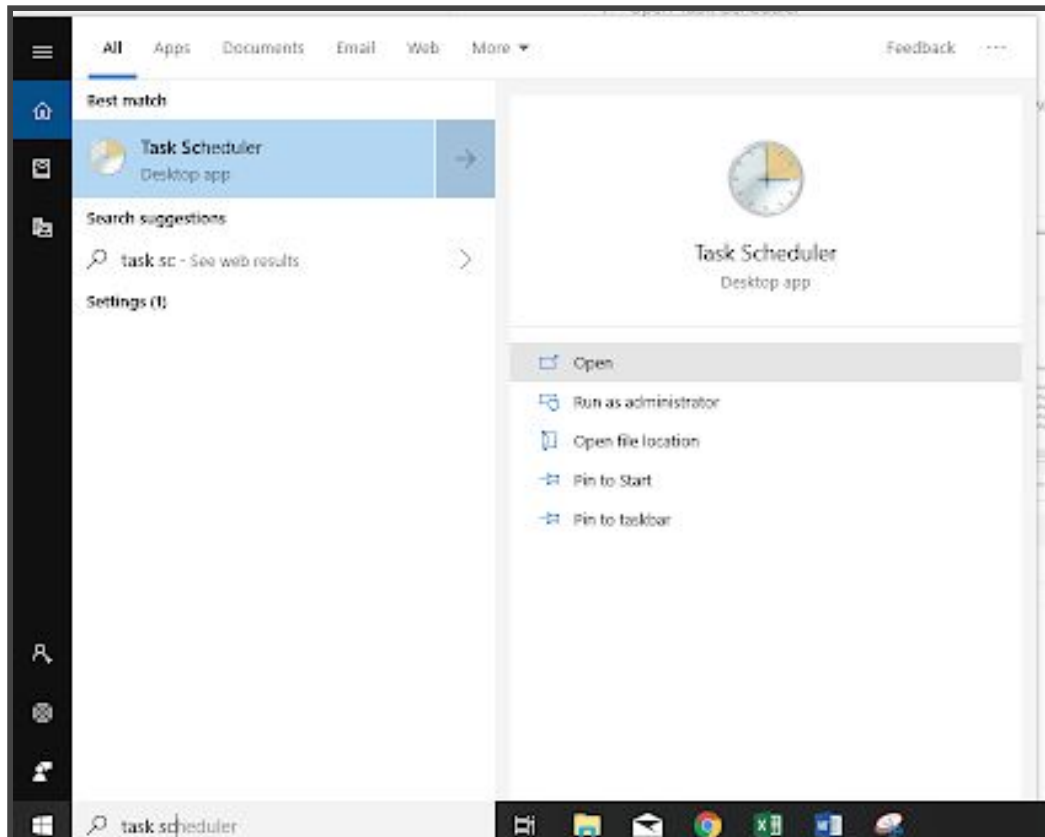 All Apps Documents Email Web More Feedback ...
Best match
Task Scheduler
Desktop app
Search suggestions
task sc - See web results
Settings (1)
Task Scheduler
Desktop app
Open
Run as administrator
Open file location
Pin to Start
Pin to taskbar
task scheduler